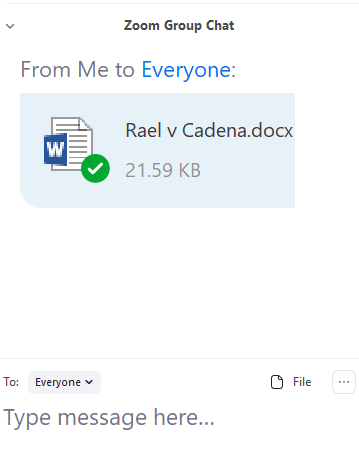 Zoom Group Chat
From Me to Everyone:
W
Rael v Cadena.docx
21.59 KB
To: Everyone File ...
Type message here...